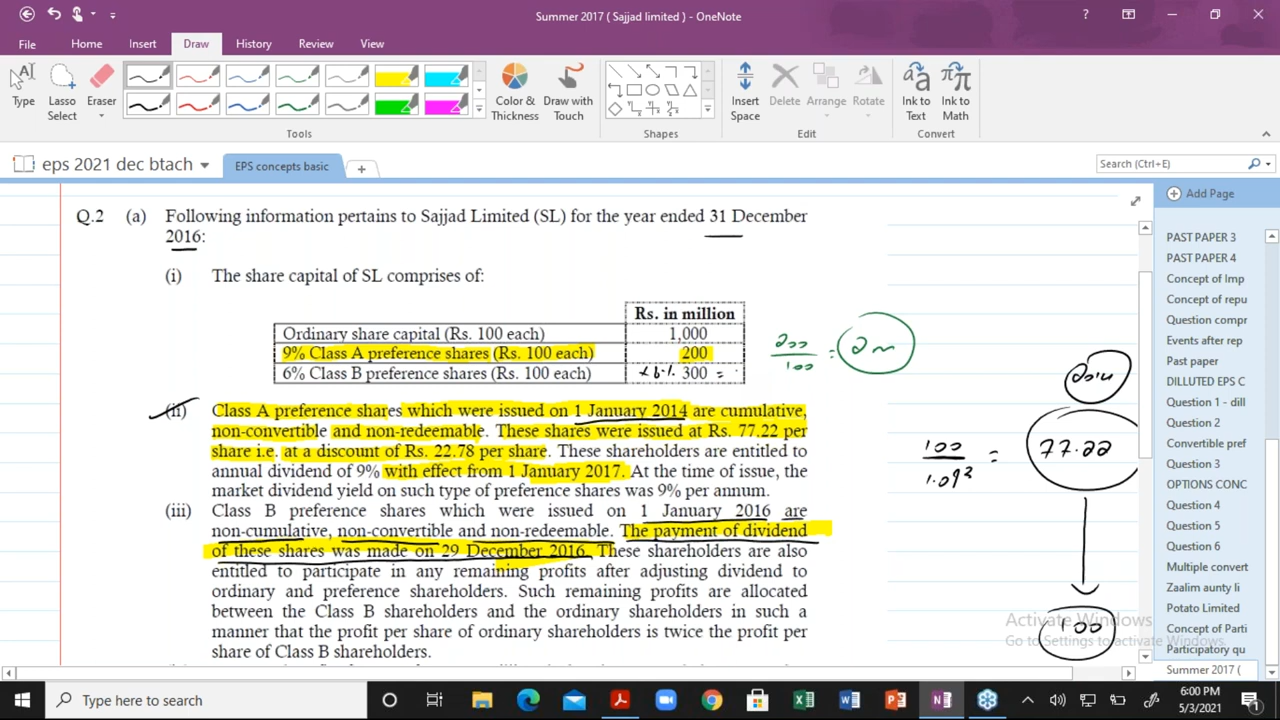 Summer 2017 ( Sajjad limited ) - OneNote
File Home Insert Draw History Review View
Type
Lasso Select
Eraser
Color & Thickness
Draw with Touch
Insert Space
Delete
Arrange
Rotate
Ink to Text
Ink to Math
Tools
Shapes
Edit
Convert
eps 2021 dec btach
EPS concepts basic
Search (Ctrl+E)
Add Page
Q.2 (a) Following information pertains to Sajjad Limited (SL) for the year ended 31 December
2016:
(i) The share capital of SL comprises of:
Rs. in million
Ordinary share capital (Rs. 100 each) 1,000
9% Class A preference shares (Rs. 100 each) 200
6% Class B preference shares (Rs. 100 each) x6% 300 =
200
100
= 2m
(ii) Class A preference shares which were issued on 1 January 2014 are cumulative,
non-convertible and non-redeemable. These shares were issued at Rs. 77.22 per
share i.e. at a discount of Rs. 22.78 per share. These shareholders are entitled to
annual dividend of 9% with effect from 1 January 2017. At the time of issue, the
market dividend yield on such type of preference shares was 9% per annum.
(iii) Class B preference shares which were issued on 1 January 2016 are
non-cumulative, non-convertible and non-redeemable. The payment of dividend
of these shares was made on 29 December 2016. These shareholders are also
entitled to participate in any remaining profits after adjusting dividend to
ordinary and preference shareholders. Such remaining profits are allocated
between the Class B shareholders and the ordinary shareholders in such a
manner that the profit per share of ordinary shareholders is twice the profit per
share of Class B shareholders.
2014
100
1.09³
= 77.22
100
Activate Windows
Go to Settings to activate Windows.
PAST PAPER 3
PAST PAPER 4
Concept of Imp
Concept of repu
Question compr
Events after rep
Past paper
DILLUTED EPS C
Question 1 - dill
Question 2
Convertible pref
Question 3
OPTIONS CONC
Question 4
Question 5
Question 6
Multiple convert
Zaalim aunty li
Potato Limited
Concept of Parti
Participatory qu
Summer 2017 (
Type here to search
6:00 PM
5/3/2021